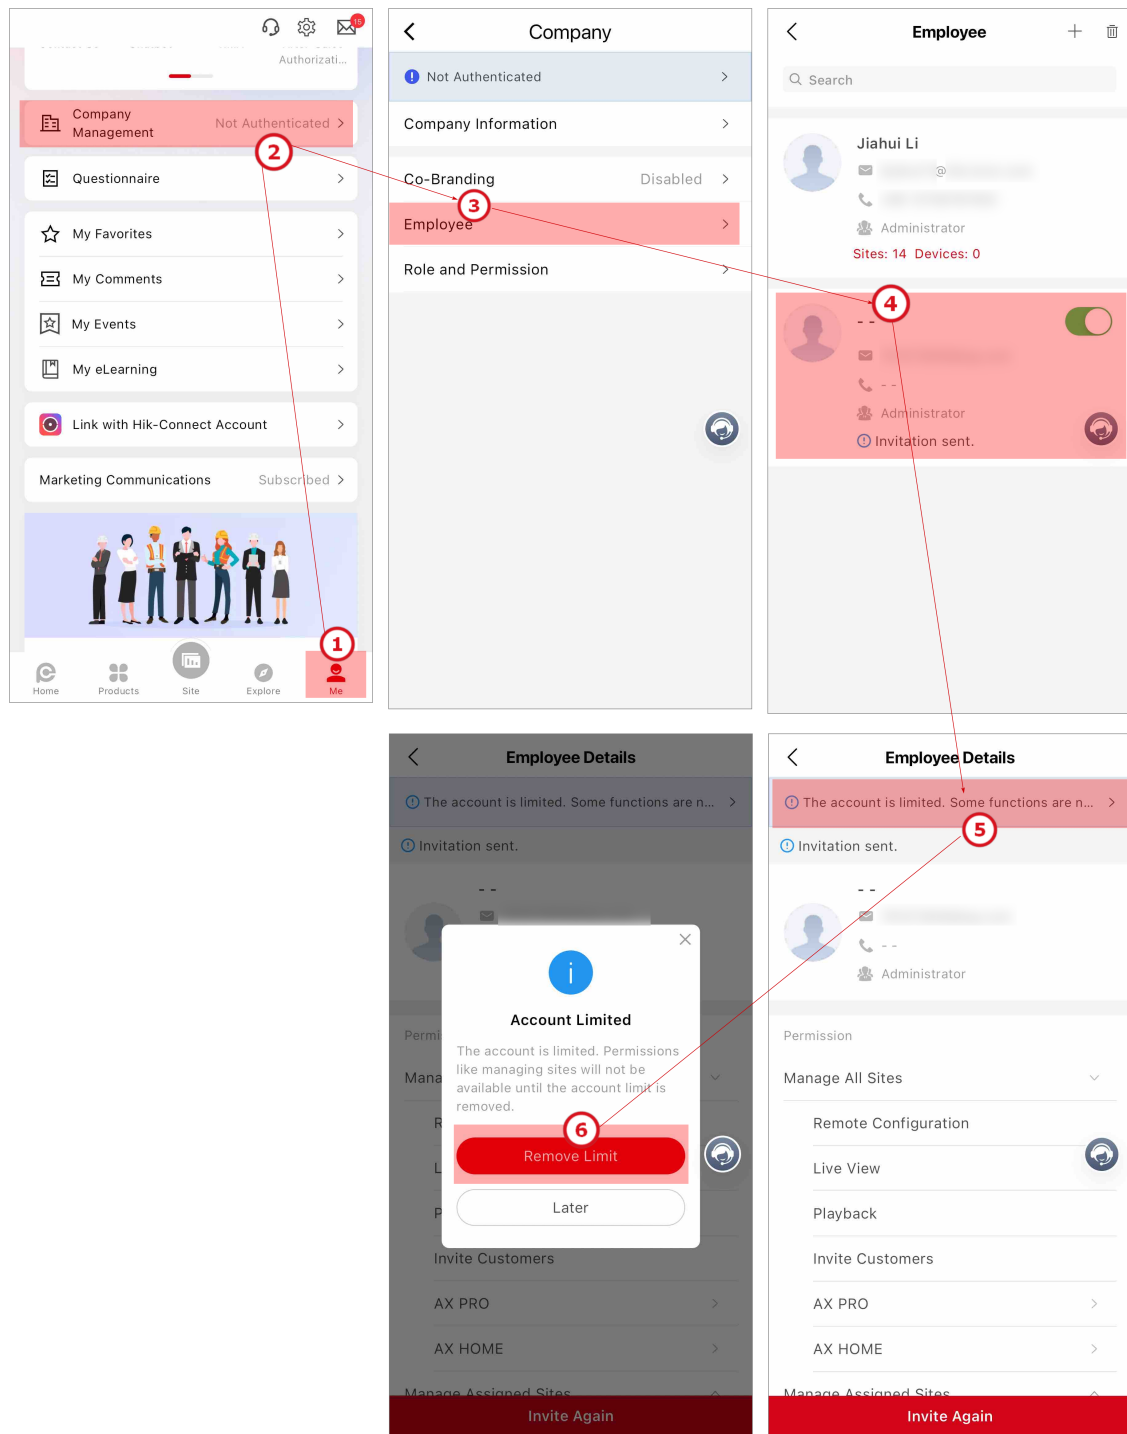 15
Authorizati...
Company
Management
Not Authenticated
2
Questionnaire
My Favorites
My Comments
My Events
My eLearning
Link with Hik-Connect Account
Marketing Communications
Subscribed
1
Home
Products
Site
Explore
Me
Company
Not Authenticated
Company Information
Co-Branding
Disabled
3
Employee
Role and Permission
Employee
Search
Jiahui Li
@
Administrator
Sites: 14 Devices: 0
4
- -
- -
Administrator
Invitation sent.
Employee Details
The account is limited. Some functions are n...
Invitation sent.
- -
Account Limited
The account is limited. Permissions
like managing sites will not be
available until the account limit is
removed.
6
Remove Limit
Later
Permi
Mana
R
L
P
Invite Customers
AX PRO
AX HOME
Manage Assigned Sites
Invite Again
Employee Details
The account is limited. Some functions are n...
5
Invitation sent.
- -
- -
Administrator
Permission
Manage All Sites
Remote Configuration
Live View
Playback
Invite Customers
AX PRO
AX HOME
Manage Assigned Sites
Invite Again